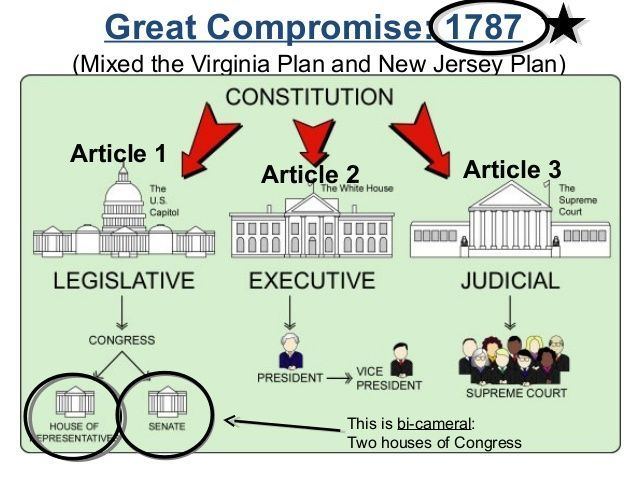 Great Compromise: 1787
(Mixed the Virginia Plan and New Jersey Plan)
CONSTITUTION
Article 1
Article 2
Article 3
The
U.S.
Capitol
The White House
The
Supreme
Court
LEGISLATIVE
EXECUTIVE
JUDICIAL
CONGRESS
PRESIDENT
VICE
PRESIDENT
SUPREME COURT
HOUSE OF
REPRESENTATIVES
SENATE
This is bi-cameral:
Two houses of Congress